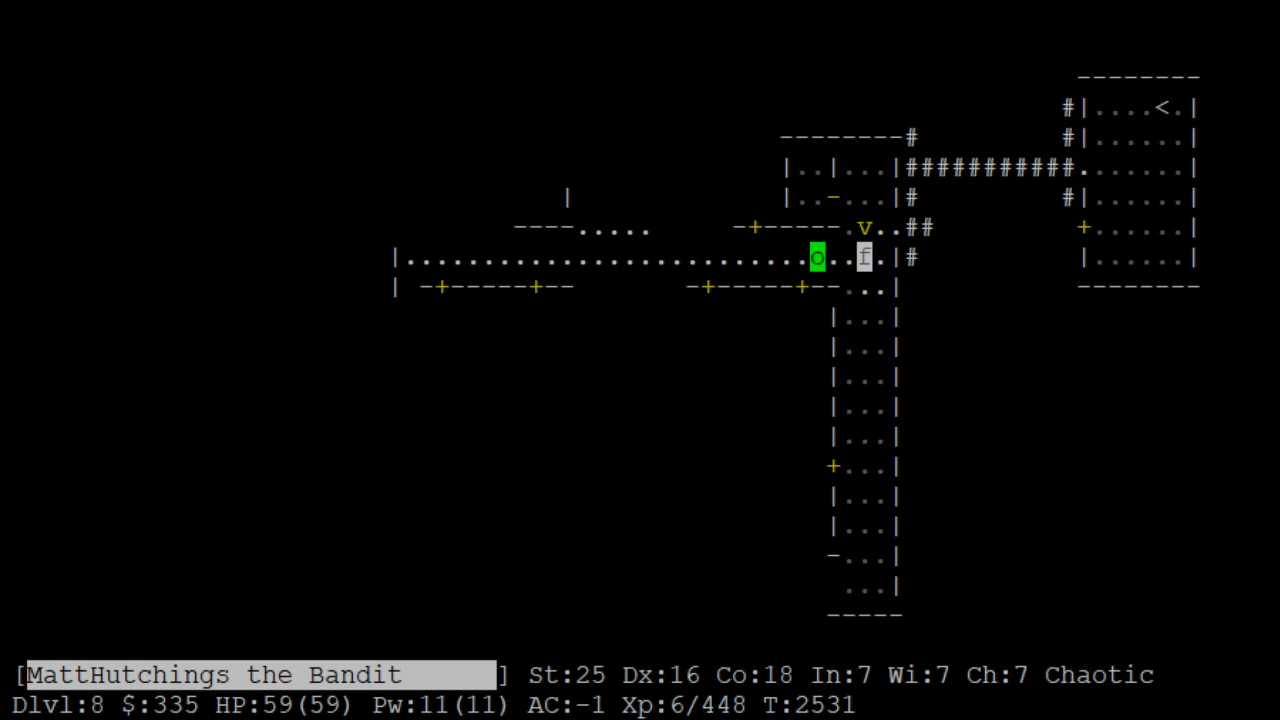 --------
#|....<.|
--------# #|......|
|..|...|###########.......|
| |..-...|# #|......|
----..... -+-----.v..## +......|
|..........................o..f.|# |......|
| -+-----+-- -+-----+--...| --------
|...|
|...|
|...|
|...|
|...|
+...|
|...|
|...|
-...|
...|
-----
[MattHutchings the Bandit ] St:25 Dx:16 Co:18 In:7 Wi:7 Ch:7 Chaotic
Dlvl:8 $:335 HP:59(59) Pw:11(11) AC:-1 Xp:6/448 T:2531